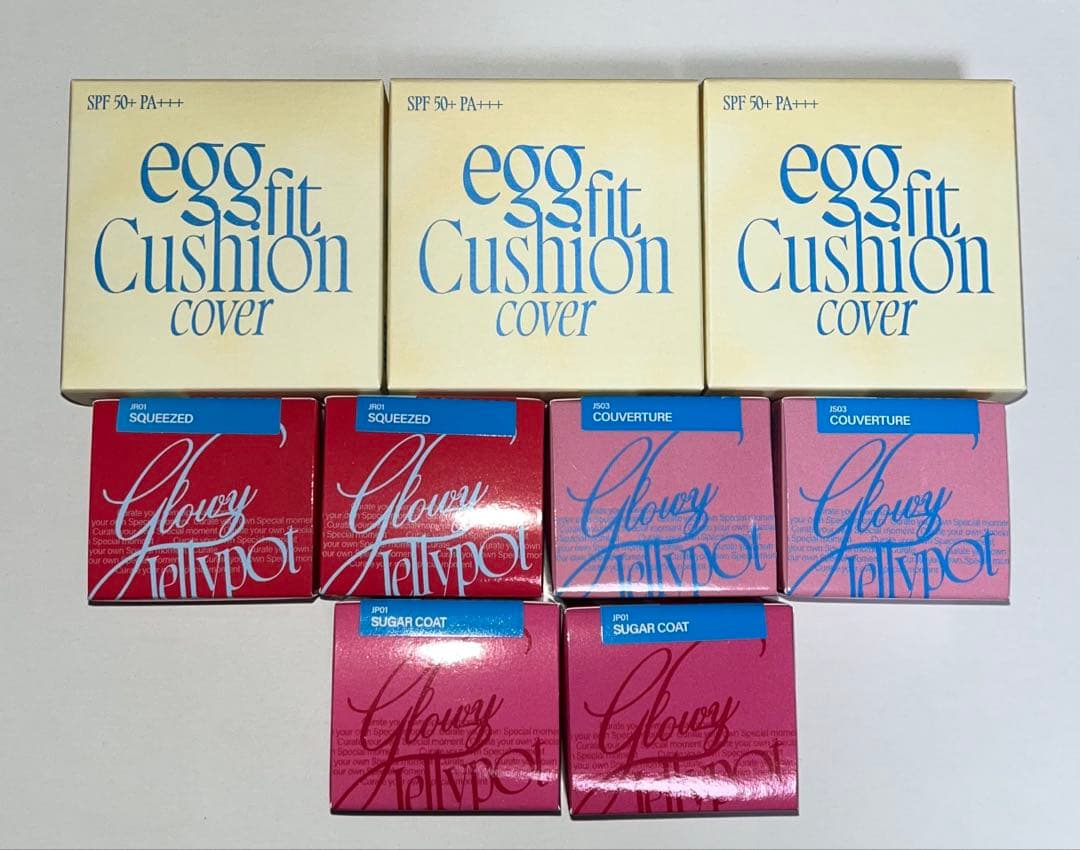 SPF 50+ PA+++
egg fit
Cushion
cover
SPF 50+ PA+++
egg fit
Cushion
cover
SPF 50+ PA+++
egg fit
Cushion
cover
JR01
SQUEEZED
Glowy
Jellypot
JR01
SQUEEZED
Glowy
Jellypot
JS03
COUVERTURE
Glowy
Jellypot
JS03
COUVERTURE
Glowy
Jellypot
JP01
SUGAR COAT
Glowy
Jellypot
JP01
SUGAR COAT
Glowy
Jellypot